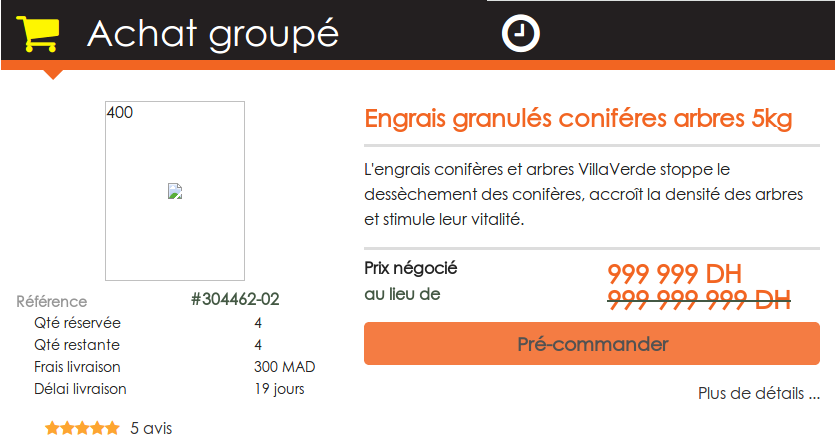 Achat groupé
400
Engrais granulés coniféres arbres 5kg
L'engrais conifères et arbres VillaVerde stoppe le
dessèchement des conifères, accroît la densité des arbres
et stimule leur vitalité.
Prix négocié 999 999 DH
au lieu de 999 999 999 DH
Pré-commander
Plus de détails ...
Référence #304462-02
Qté réservée 4
Qté restante 4
Frais livraison 300 MAD
Délai livraison 19 jours
5 avis